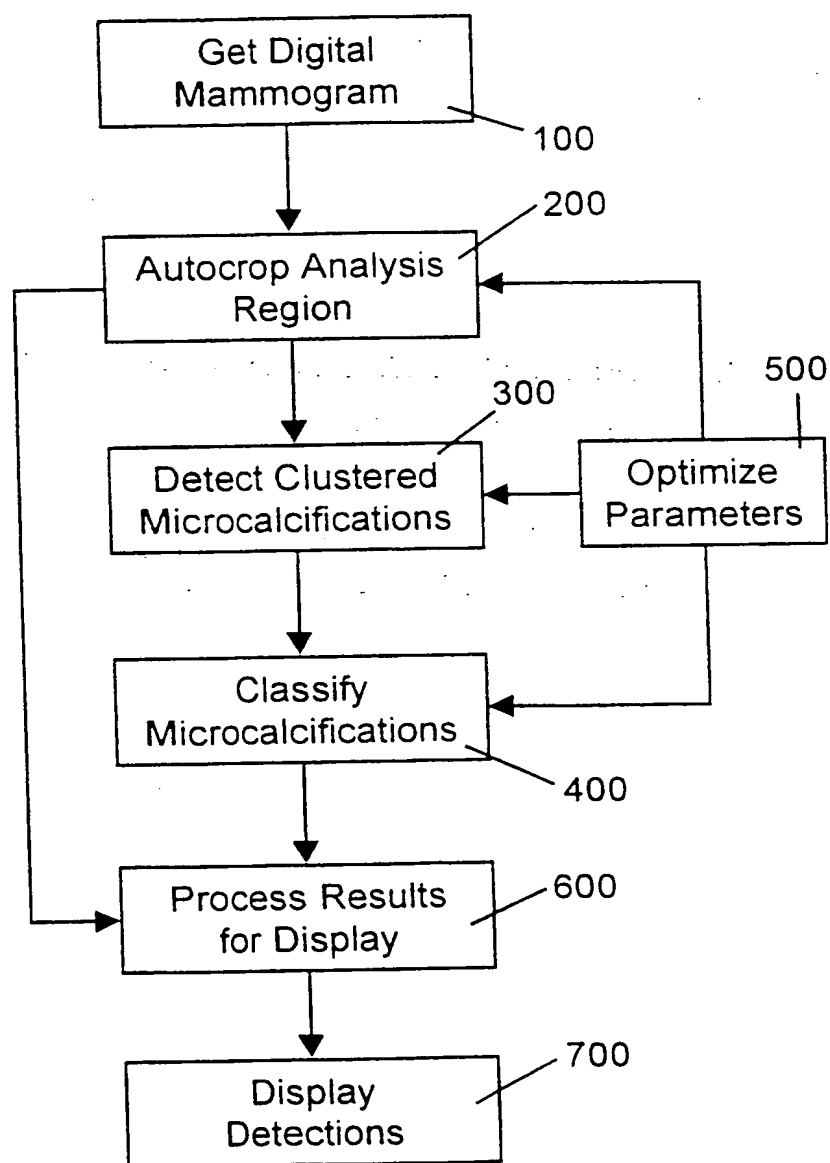 Get Digital
Mammogram
100
200
Autocrop Analysis
Region
500
300
Detect Clustered
Microcalcifications
Optimize
Parameters
Classify
Microcalcifications
400
Process Results
for Display
600
700
Display
Detections